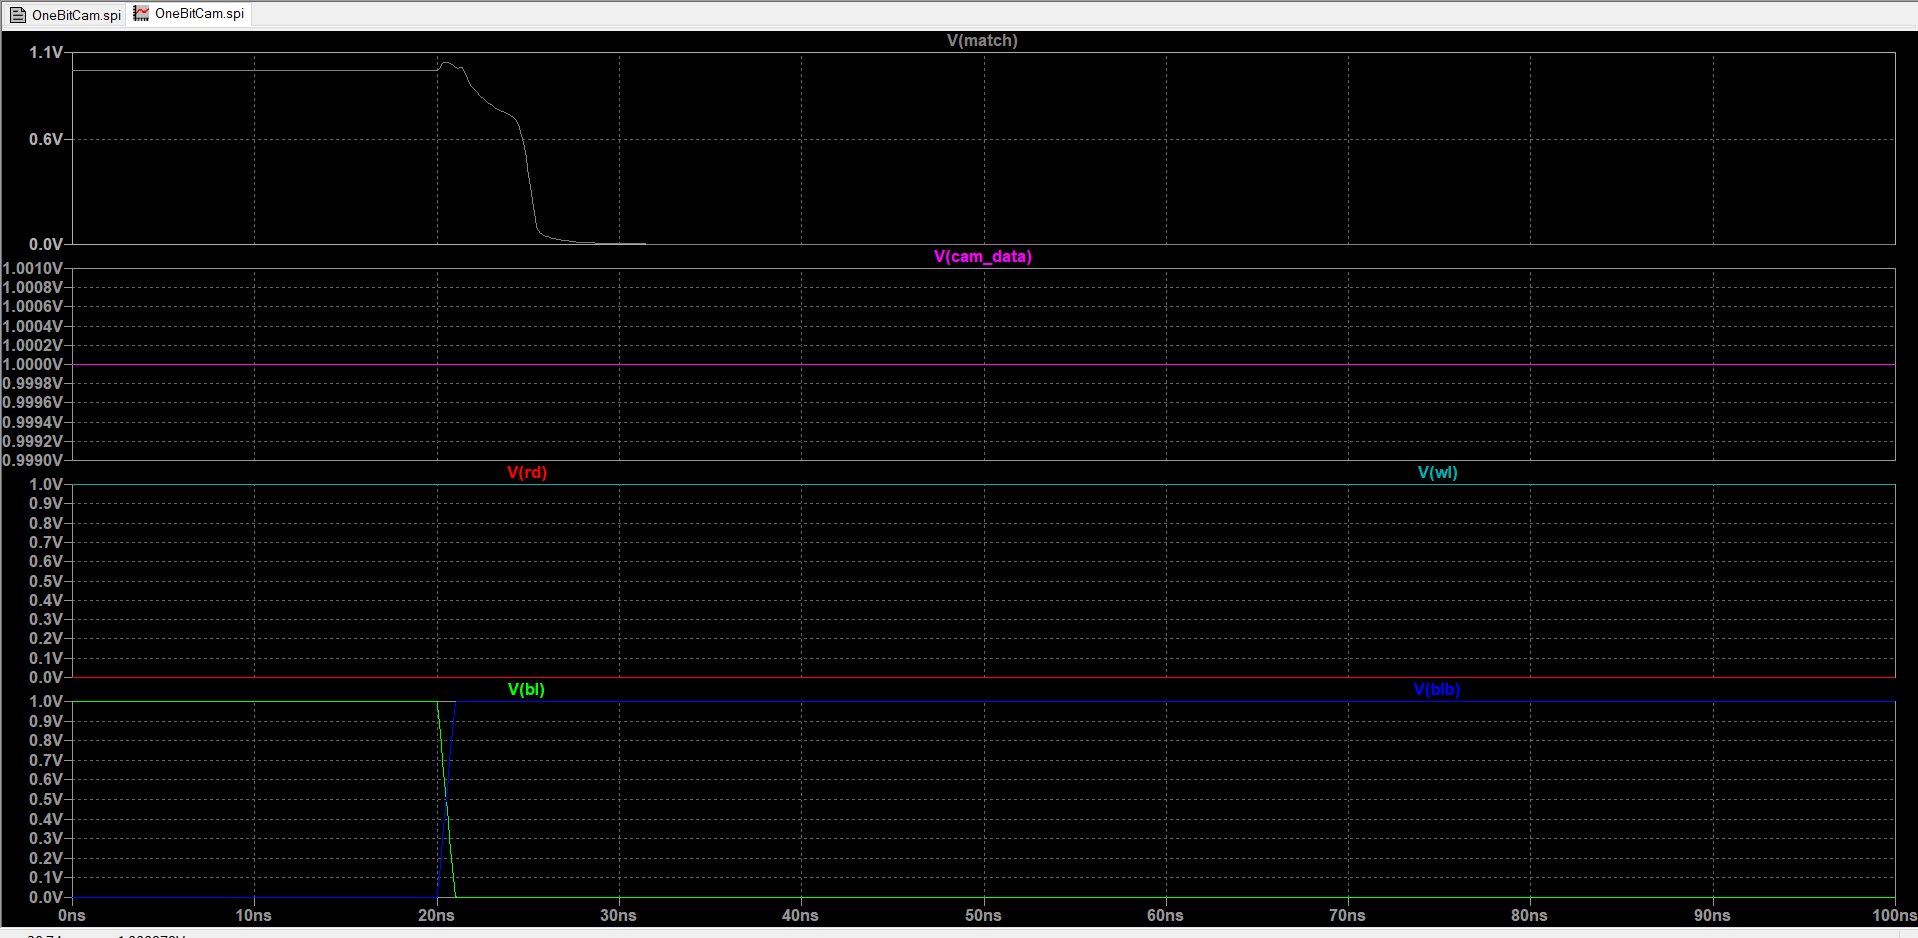 OneBitCam.spi OneBitCam.spi
V(match)
1.1V
0.6V
0.0V
V(cam_data)
1.0010V
1.0008V
1.0006V
1.0004V
1.0002V
1.0000V
0.9998V
0.9996V
0.9994V
0.9992V
0.9990V
V(rd) V(wl)
1.0V
0.9V
0.8V
0.7V
0.6V
0.5V
0.4V
0.3V
0.2V
0.1V
0.0V
V(bl) V(blb)
1.0V
0.9V
0.8V
0.7V
0.6V
0.5V
0.4V
0.3V
0.2V
0.1V
0.0V
0ns 10ns 20ns 30ns 40ns 50ns 60ns 70ns 80ns 90ns 100ns